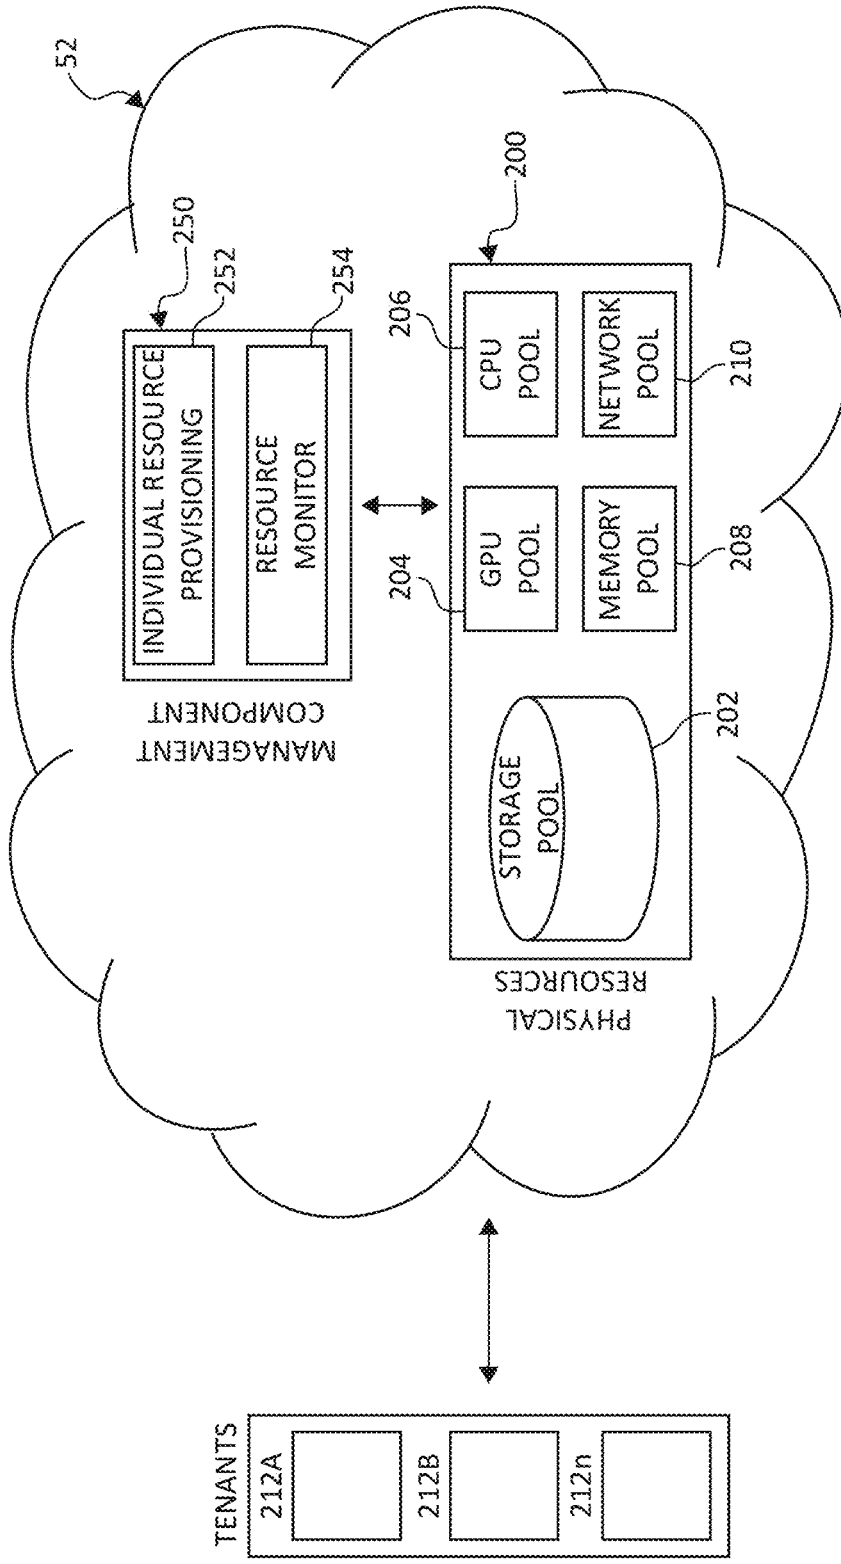 52
250
INDIVIDUAL RESOURCE
PROVISIONING
252
RESOURCE
MONITOR
254
MANAGEMENT
COMPONENT
200
206
CPU
POOL
204
GPU
POOL
NETWORK
POOL
210
MEMORY
POOL
208
STORAGE
POOL
202
PHYSICAL
RESOURCES
TENANTS
212A
212B
212n